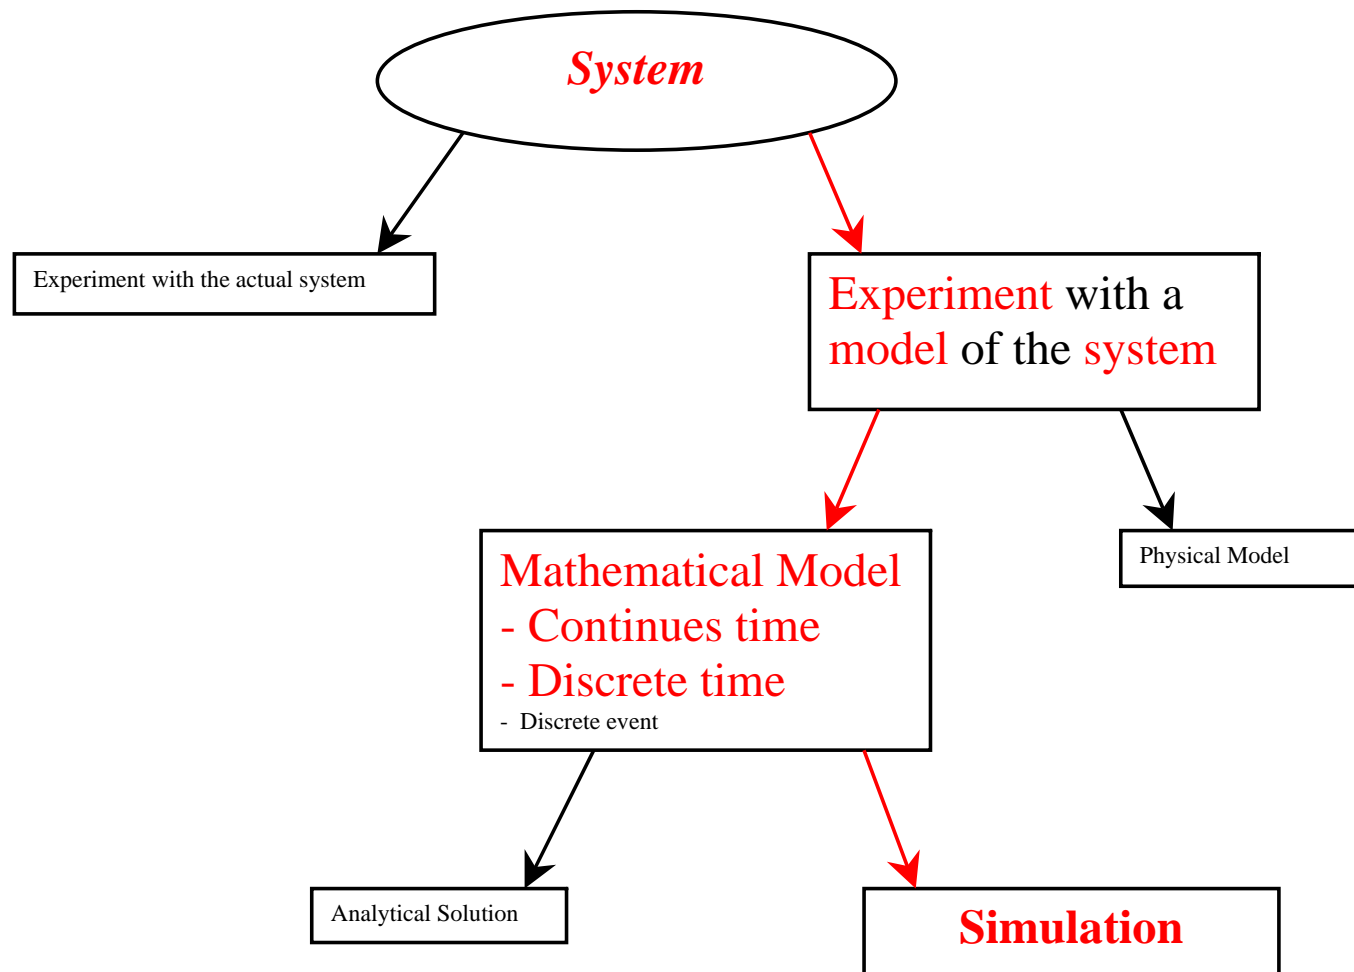 System
Experiment with the actual system
Experiment with a
model of the system
Mathematical Model
- Continues time
- Discrete time
- Discrete event
Physical Model
Analytical Solution
Simulation